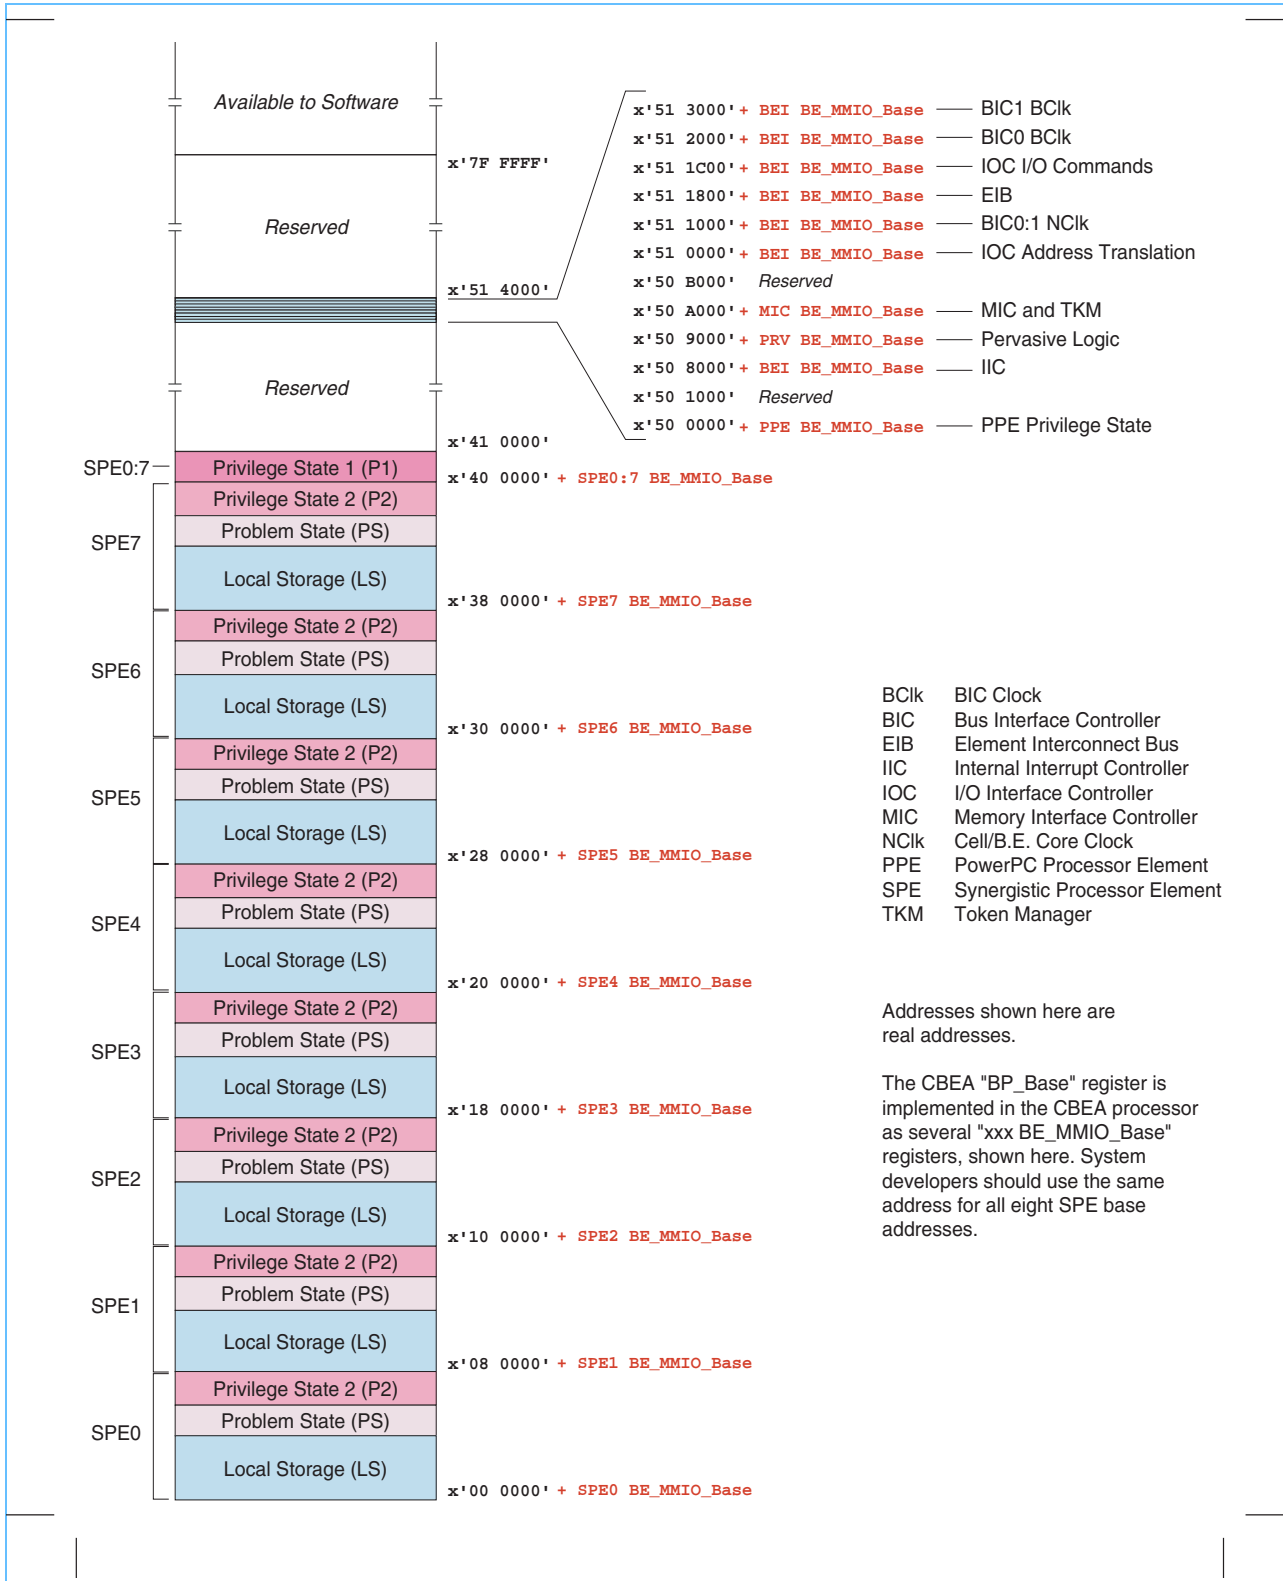 Available to Software
x'7F FFFF'
Reserved
x'51 4000'
x'51 3000' + BEI BE_MMIO_Base BIC1 BClk
x'51 2000' + BEI BE_MMIO_Base BIC0 BClk
x'51 1C00' + BEI BE_MMIO_Base IOC I/O Commands
x'51 1800' + BEI BE_MMIO_Base EIB
x'51 1000' + BEI BE_MMIO_Base BIC0:1 NClk
x'51 0000' + BEI BE_MMIO_Base IOC Address Translation
x'50 B000' Reserved
x'50 A000' + MIC BE_MMIO_Base MIC and TKM
x'50 9000' + PRV BE_MMIO_Base Pervasive Logic
x'50 8000' + BEI BE_MMIO_Base IIC
x'50 1000' Reserved
x'50 0000' + PPE BE_MMIO_Base PPE Privilege State
Reserved
x'41 0000'
SPE0:7 Privilege State 1 (P1)
x'40 0000' + SPE0:7 BE_MMIO_Base
Privilege State 2 (P2)
Problem State (PS)
SPE7
Local Storage (LS)
x'38 0000' + SPE7 BE_MMIO_Base
Privilege State 2 (P2)
Problem State (PS)
SPE6
Local Storage (LS)
x'30 0000' + SPE6 BE_MMIO_Base
Privilege State 2 (P2)
Problem State (PS)
SPE5
Local Storage (LS)
x'28 0000' + SPE5 BE_MMIO_Base
Privilege State 2 (P2)
Problem State (PS)
SPE4
Local Storage (LS)
x'20 0000' + SPE4 BE_MMIO_Base
Privilege State 2 (P2)
Problem State (PS)
SPE3
Local Storage (LS)
x'18 0000' + SPE3 BE_MMIO_Base
Privilege State 2 (P2)
Problem State (PS)
SPE2
Local Storage (LS)
x'10 0000' + SPE2 BE_MMIO_Base
Privilege State 2 (P2)
Problem State (PS)
SPE1
Local Storage (LS)
x'08 0000' + SPE1 BE_MMIO_Base
Privilege State 2 (P2)
Problem State (PS)
SPE0
Local Storage (LS)
x'00 0000' + SPE0 BE_MMIO_Base
BClk BIC Clock
BIC Bus Interface Controller
EIB Element Interconnect Bus
IIC Internal Interrupt Controller
IOC I/O Interface Controller
MIC Memory Interface Controller
NClk Cell/B.E. Core Clock
PPE PowerPC Processor Element
SPE Synergistic Processor Element
TKM Token Manager
Addresses shown here are
real addresses.
The CBEA "BP_Base" register is
implemented in the CBEA processor
as several "xxx BE_MMIO_Base"
registers, shown here. System
developers should use the same
address for all eight SPE base
addresses.